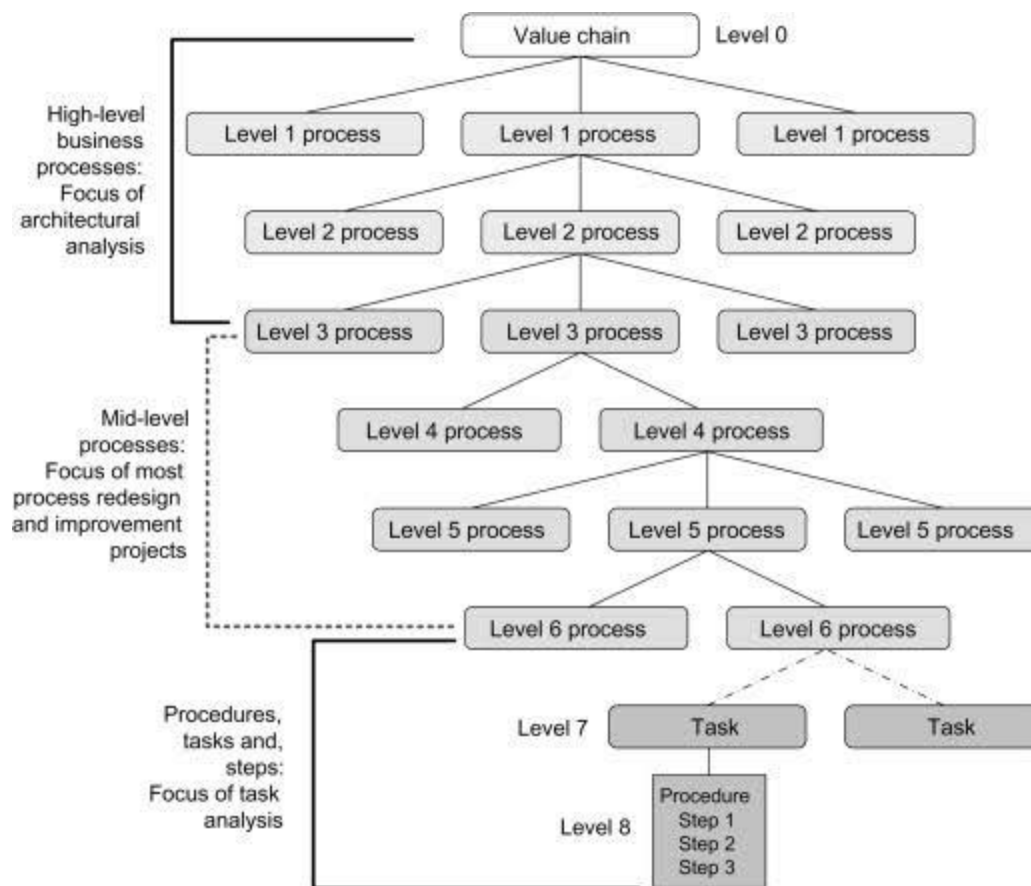 Value chain
Level 0
High-level
business
processes:
Focus of
architectural
analysis
Level 1 process
Level 1 process
Level 1 process
Level 2 process
Level 2 process
Level 2 process
Level 3 process
Level 3 process
Level 3 process
Mid-level
processes:
Focus of most
process redesign
and improvement
projects
Level 4 process
Level 4 process
Level 5 process
Level 5 process
Level 5 process
Level 6 process
Level 6 process
Procedures,
tasks and,
steps:
Focus of task
analysis
Level 7
Task
Task
Level 8
Procedure
Step 1
Step 2
Step 3